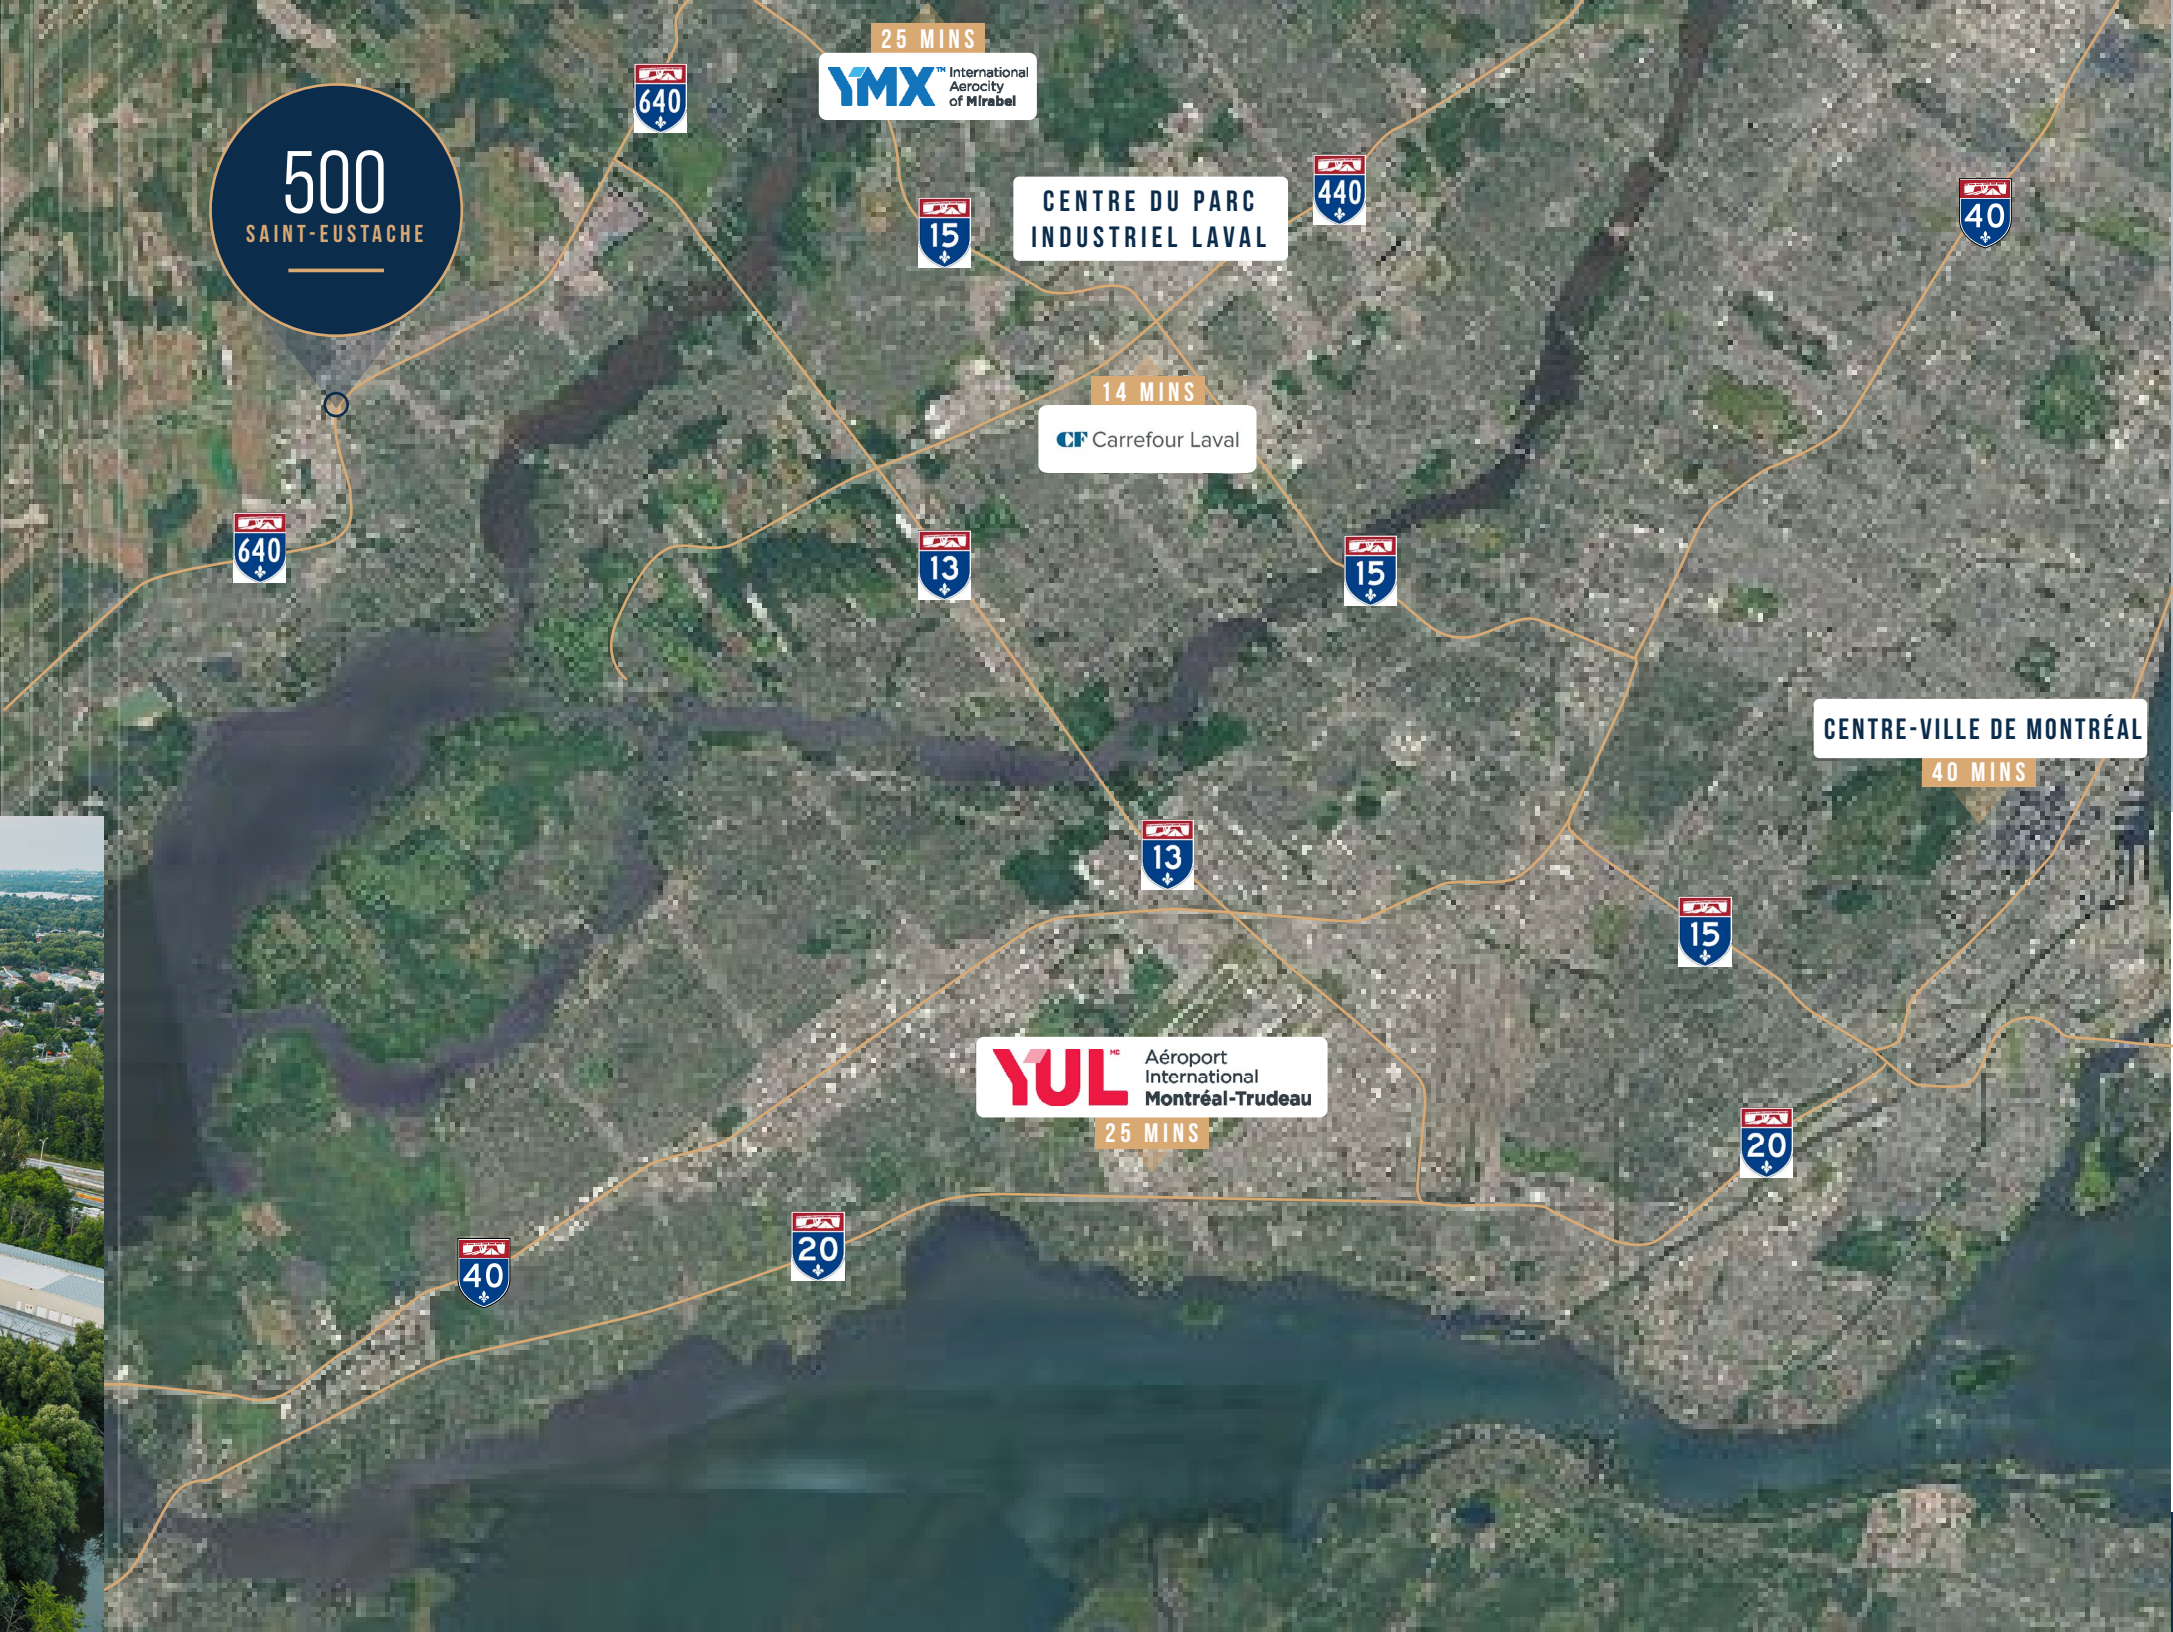 25 MINS
YMX™ International
Aerocity
of Mirabel
640
500
SAINT-EUSTACHE
CENTRE DU PARC
INDUSTRIEL LAVAL
440
40
15
14 MINS
CF Carrefour Laval
640
13
15
CENTRE-VILLE DE MONTRÉAL
40 MINS
13
15
YUL MC Aéroport
International
Montréal-Trudeau
25 MINS
20
20
40